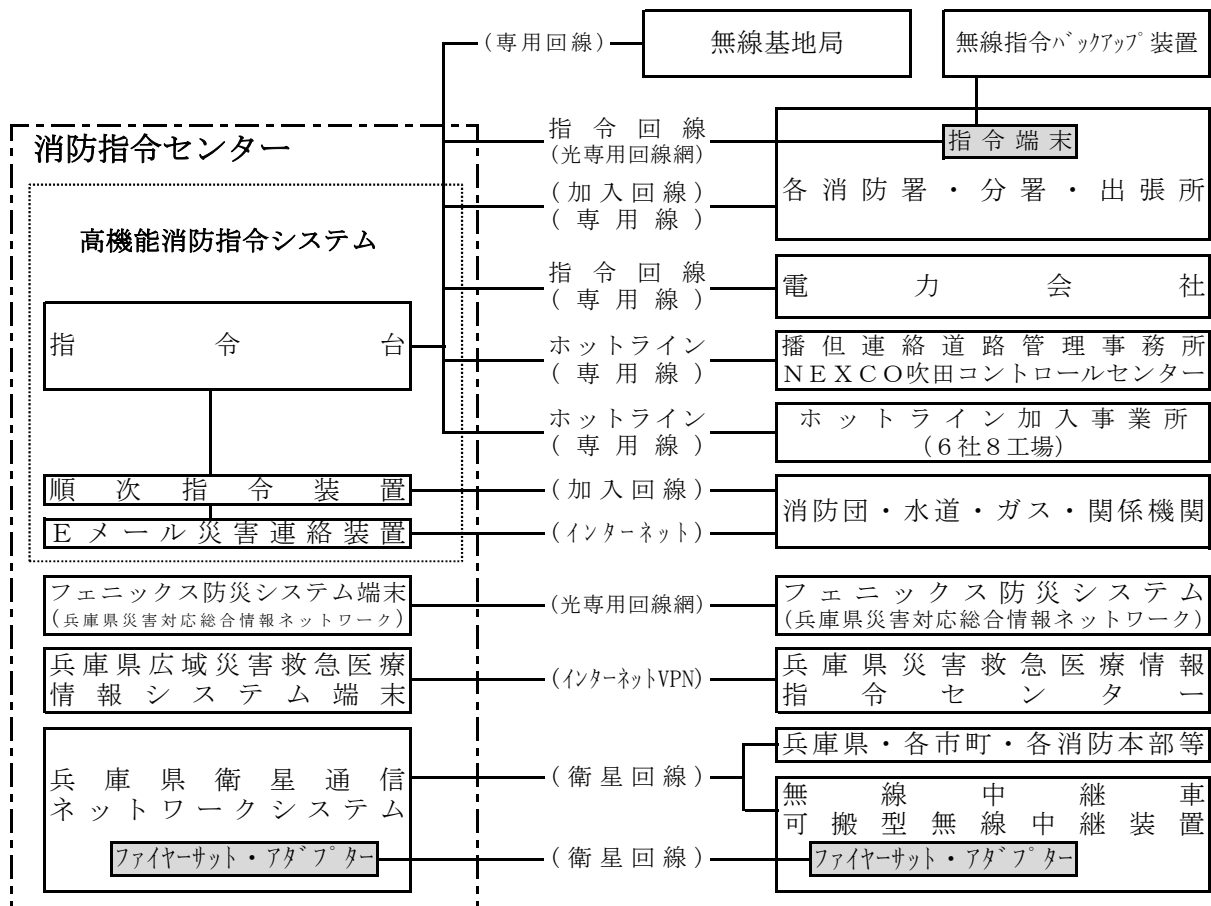 (専用回線)
無線基地局
無線指令ﾊﾞｯｸｱｯﾌﾟ装置
消防指令センター
高機能消防指令システム
指令台
順次指令装置
Ｅメール災害連絡装置
フェニックス防災システム端末
(兵庫県災害対応総合情報ネットワーク)
兵庫県広域災害救急医療
情報システム端末
兵庫県衛星通信
ネットワークシステム
ファイヤーサット・アダプター
指令回線
(光専用回線網)
(加入回線)
(専用線)
指令回線
(専用線)
ホットライン
(専用線)
ホットライン
(専用線)
(加入回線)
(インターネット)
(光専用回線網)
(インターネットVPN)
(衛星回線)
(衛星回線)
指令端末
各消防署・分署・出張所
電力会社
播但連絡道路管理事務所
ＮＥＸＣＯ吹田コントロールセンター
ホットライン加入事業所
(６社８工場)
消防団・水道・ガス・関係機関
フェニックス防災システム
(兵庫県災害対応総合情報ネットワーク)
兵庫県災害救急医療情報
指令センター
兵庫県・各市町・各消防本部等
無線中継車
可搬型無線中継装置
ファイヤーサット・アダプター